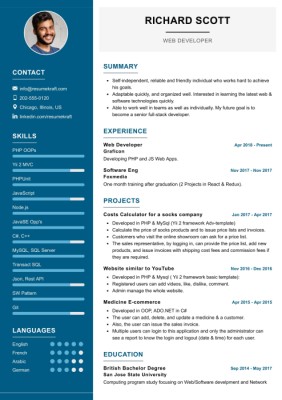 RICHARD SCOTT
WEB DEVELOPER
CONTACT
info@resumekraft.com
202-555-0120
Chicago, Illinois, US
linkedin.com/resumekraft
SKILLS
PHP OOPs
Yii 2 MVC
PHPUnit
JavaScript
Node.js
JavaSE Gqo's
C#, C++
MySQL, SQL Server
Transact SQL
Json, Rest API
EW Pattern
Git
LANGUAGES
English
French
Arabic
German
SUMMARY
Self-independent, reliable and friendly individual who works hard to achieve
his goals.
Adaptable, quickly, and organized well. Interested in learning the latest web &
software technologies quickly.
Able to work well in teams as well as individually. My future goal is to
become a senior full-stack developer.
EXPERIENCE
Web Developer
Apr 2018 - Present
Grafican
Developing PHP and JS Web Apps.
Software Eng
Nov 2017 - Nov 2017
Foxmedia
One month training after graduation (2 Projects in React & Redux)
PROJECTS
Costs Calculator for a socks company
Jun 2017 - Apr 2017
Developed in PHP & MySql (Yii 2 framework Adv-template)
Calculate the price of socks products and to issue price lists and invoices.
Customers who visit the online showroom can ask for a price
The sales representative, by logging in, can provide the price list, add new
products, and issue invoices with shipping cost fees and commission fees if
they are required.
Website similar to YouTube
Nov 2016 - Dec 2016
Developed in PHP & Mysql ( Yii 2 framework basic template)
Registered users can add videos, like, dislike, comment.
Admin manage the whole website.
Medicine E-commerce
Apr 2015 - Apr 2015
Developed in OOP, ADO.NET in C#
The user can add, delete, update a medicine & a discount.
Also, the user can issue sales invoice.
Multiple users can login to this application and only the administrator can
see a report to know the login and logout (date & time) for each user.
EDUCATION
British Bachelor Degree
Sep 2014 - May 2017
San Jose State University
Computing program study focusing on Web/Software develpment and Network